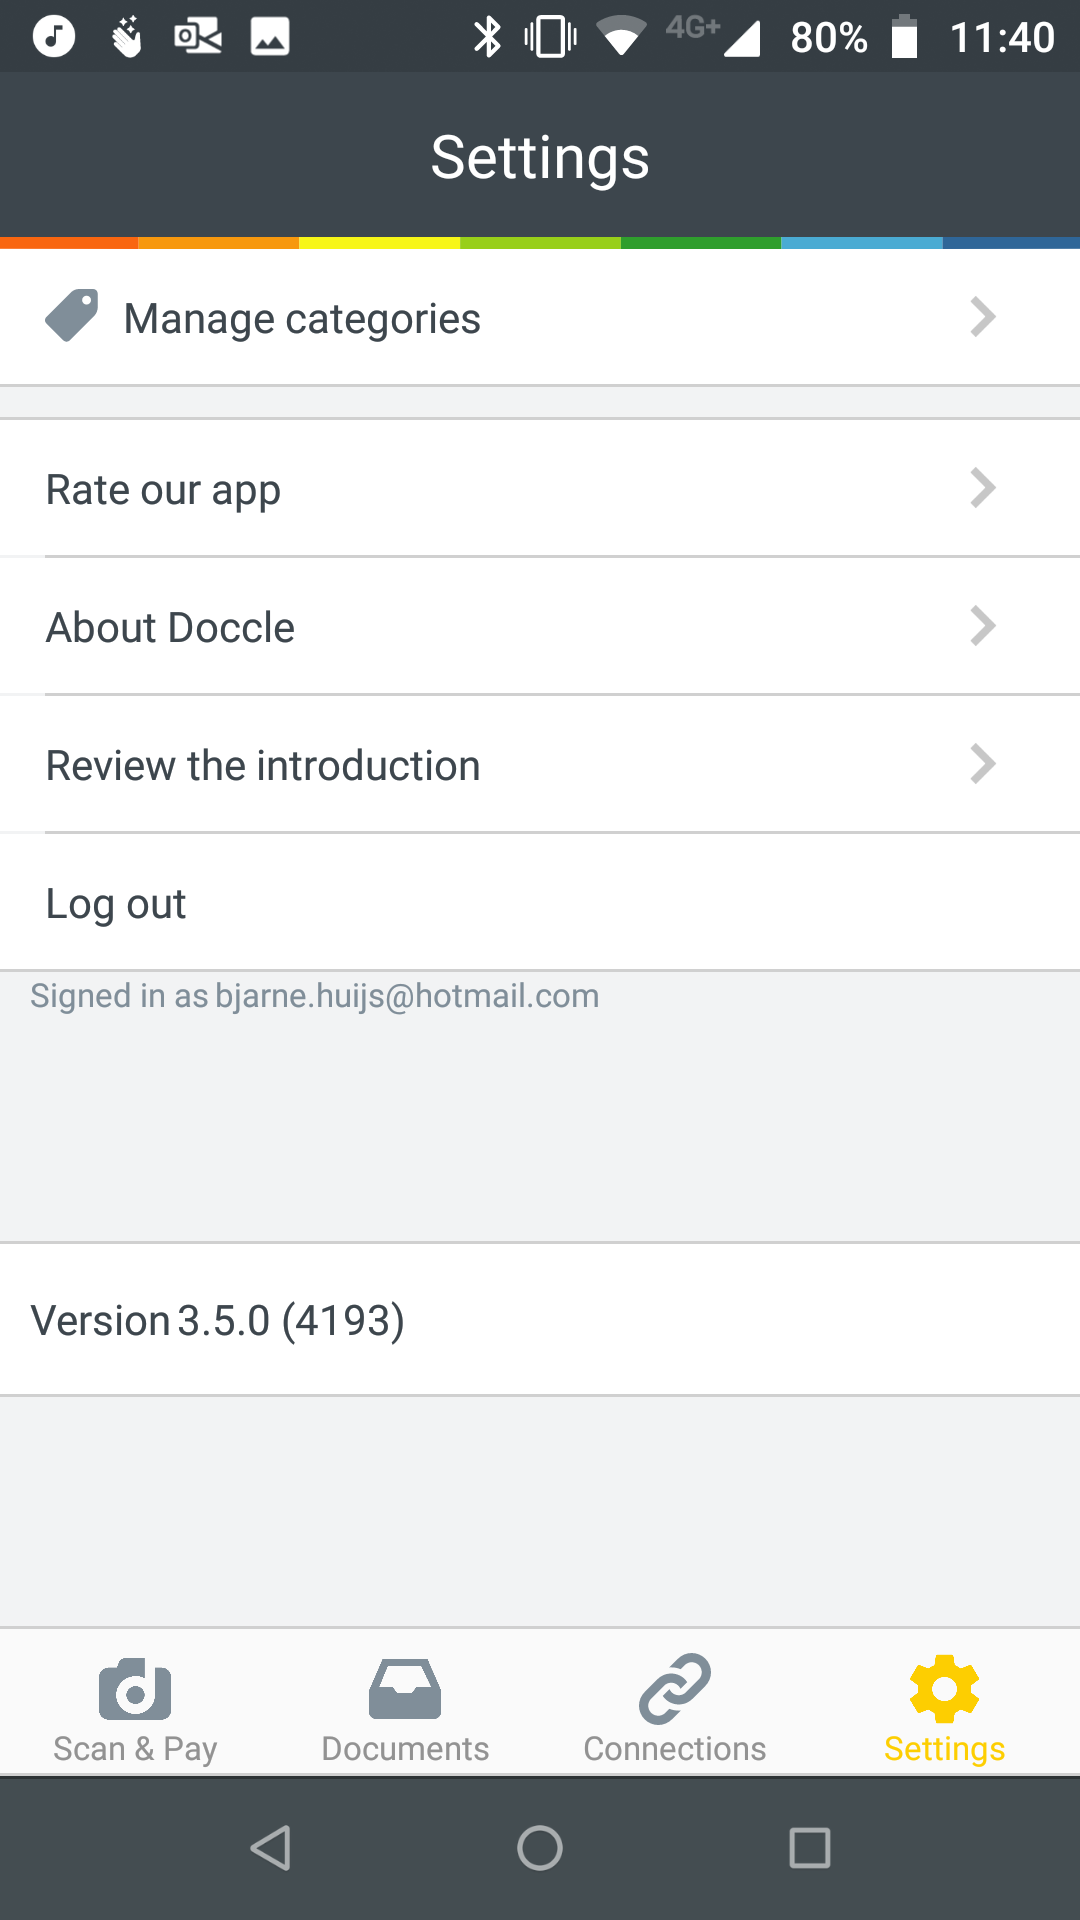 4G+ 80% 11:40
Settings
Manage categories
Rate our app
About Doccle
Review the introduction
Log out
Signed in as bjarne.huijs@hotmail.com
Version 3.5.0 (4193)
Scan & Pay Documents Connections Settings